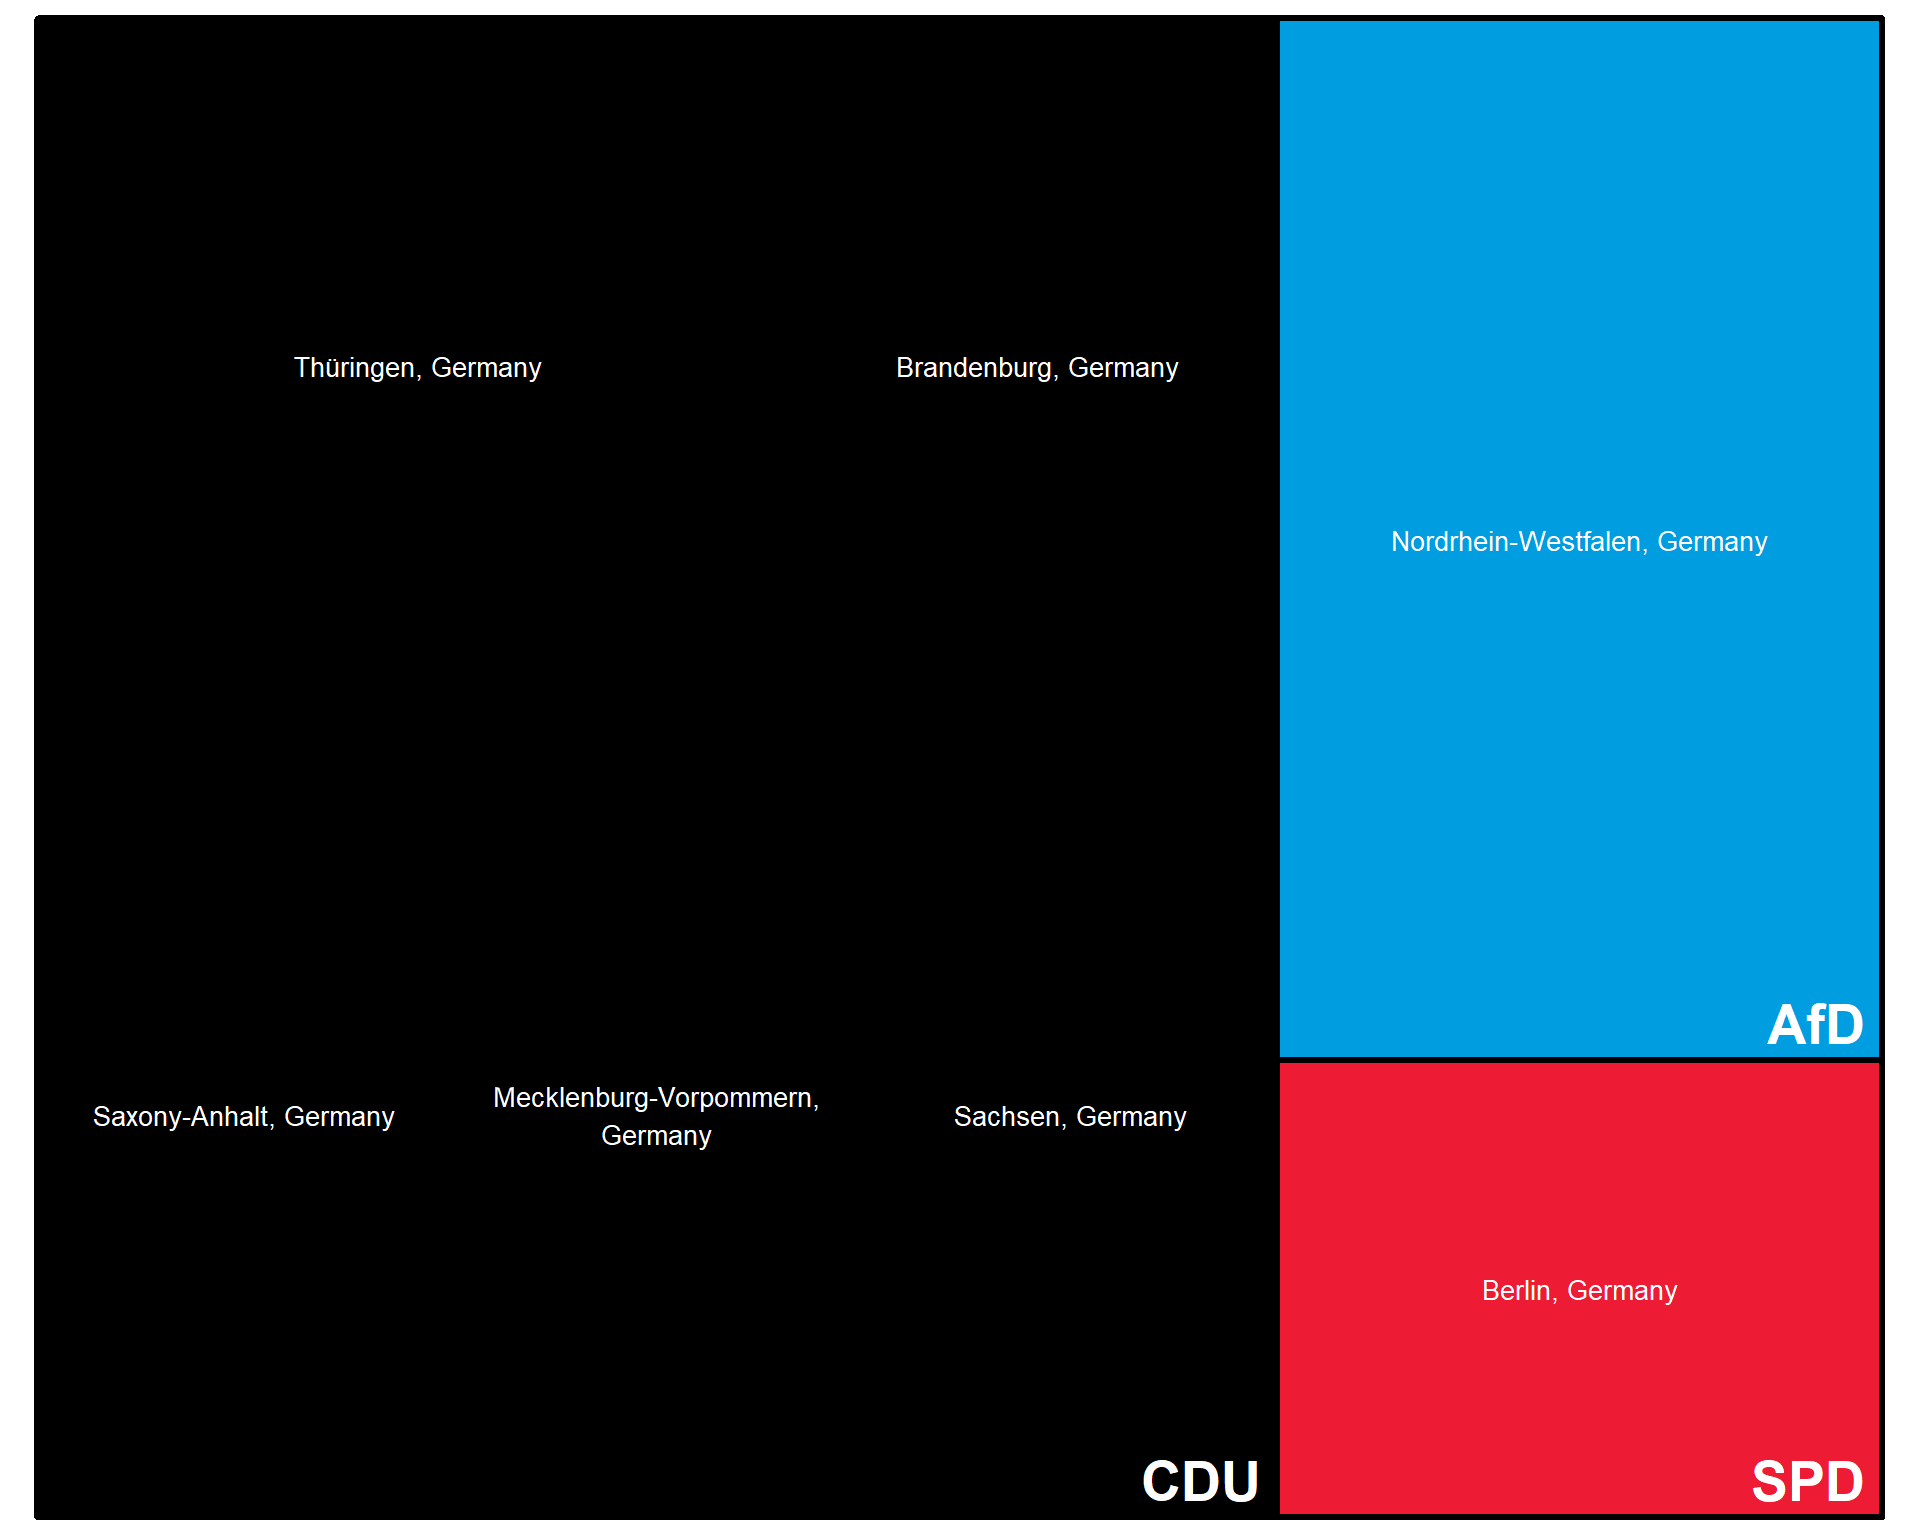 Thüringen, Germany
Brandenburg, Germany
Nordrhein-Westfalen, Germany
AfD
Saxony-Anhalt, Germany
Mecklenburg-Vorpommern,
Germany
Sachsen, Germany
Berlin, Germany
CDU
SPD